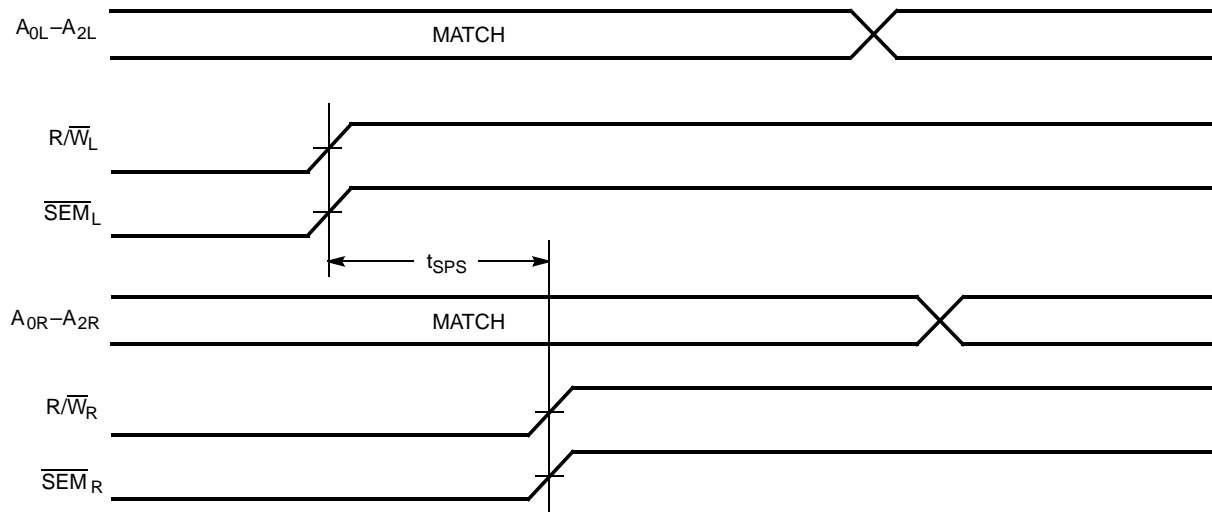 A0L–A2L
MATCH
R/W̅L
S̅E̅M̅L
tSPS
A0R–A2R
MATCH
R/W̅R
S̅E̅M̅R